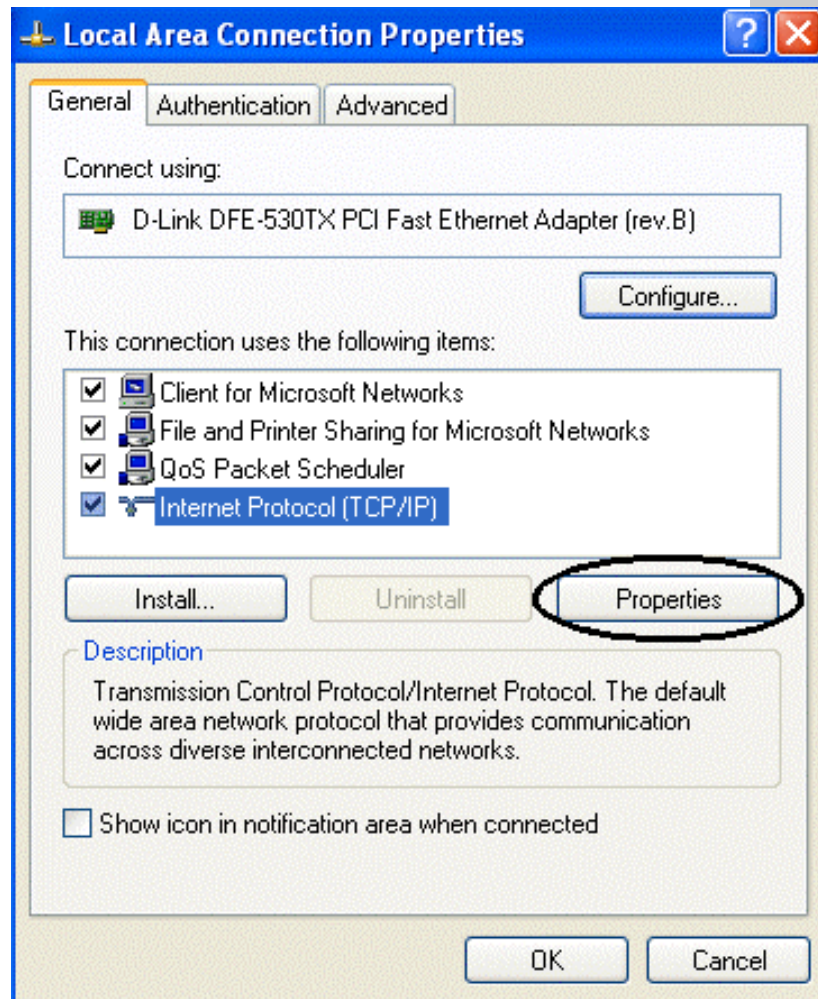 Local Area Connection Properties
General Authentication Advanced
Connect using:
D-Link DFE-530TX PCI Fast Ethernet Adapter (rev.B)
Configure...
This connection uses the following items:
Client for Microsoft Networks
File and Printer Sharing for Microsoft Networks
QoS Packet Scheduler
Internet Protocol (TCP/IP)
Install... Uninstall Properties
Description
Transmission Control Protocol/Internet Protocol. The default
wide area network protocol that provides communication
across diverse interconnected networks.
Show icon in notification area when connected
OK Cancel